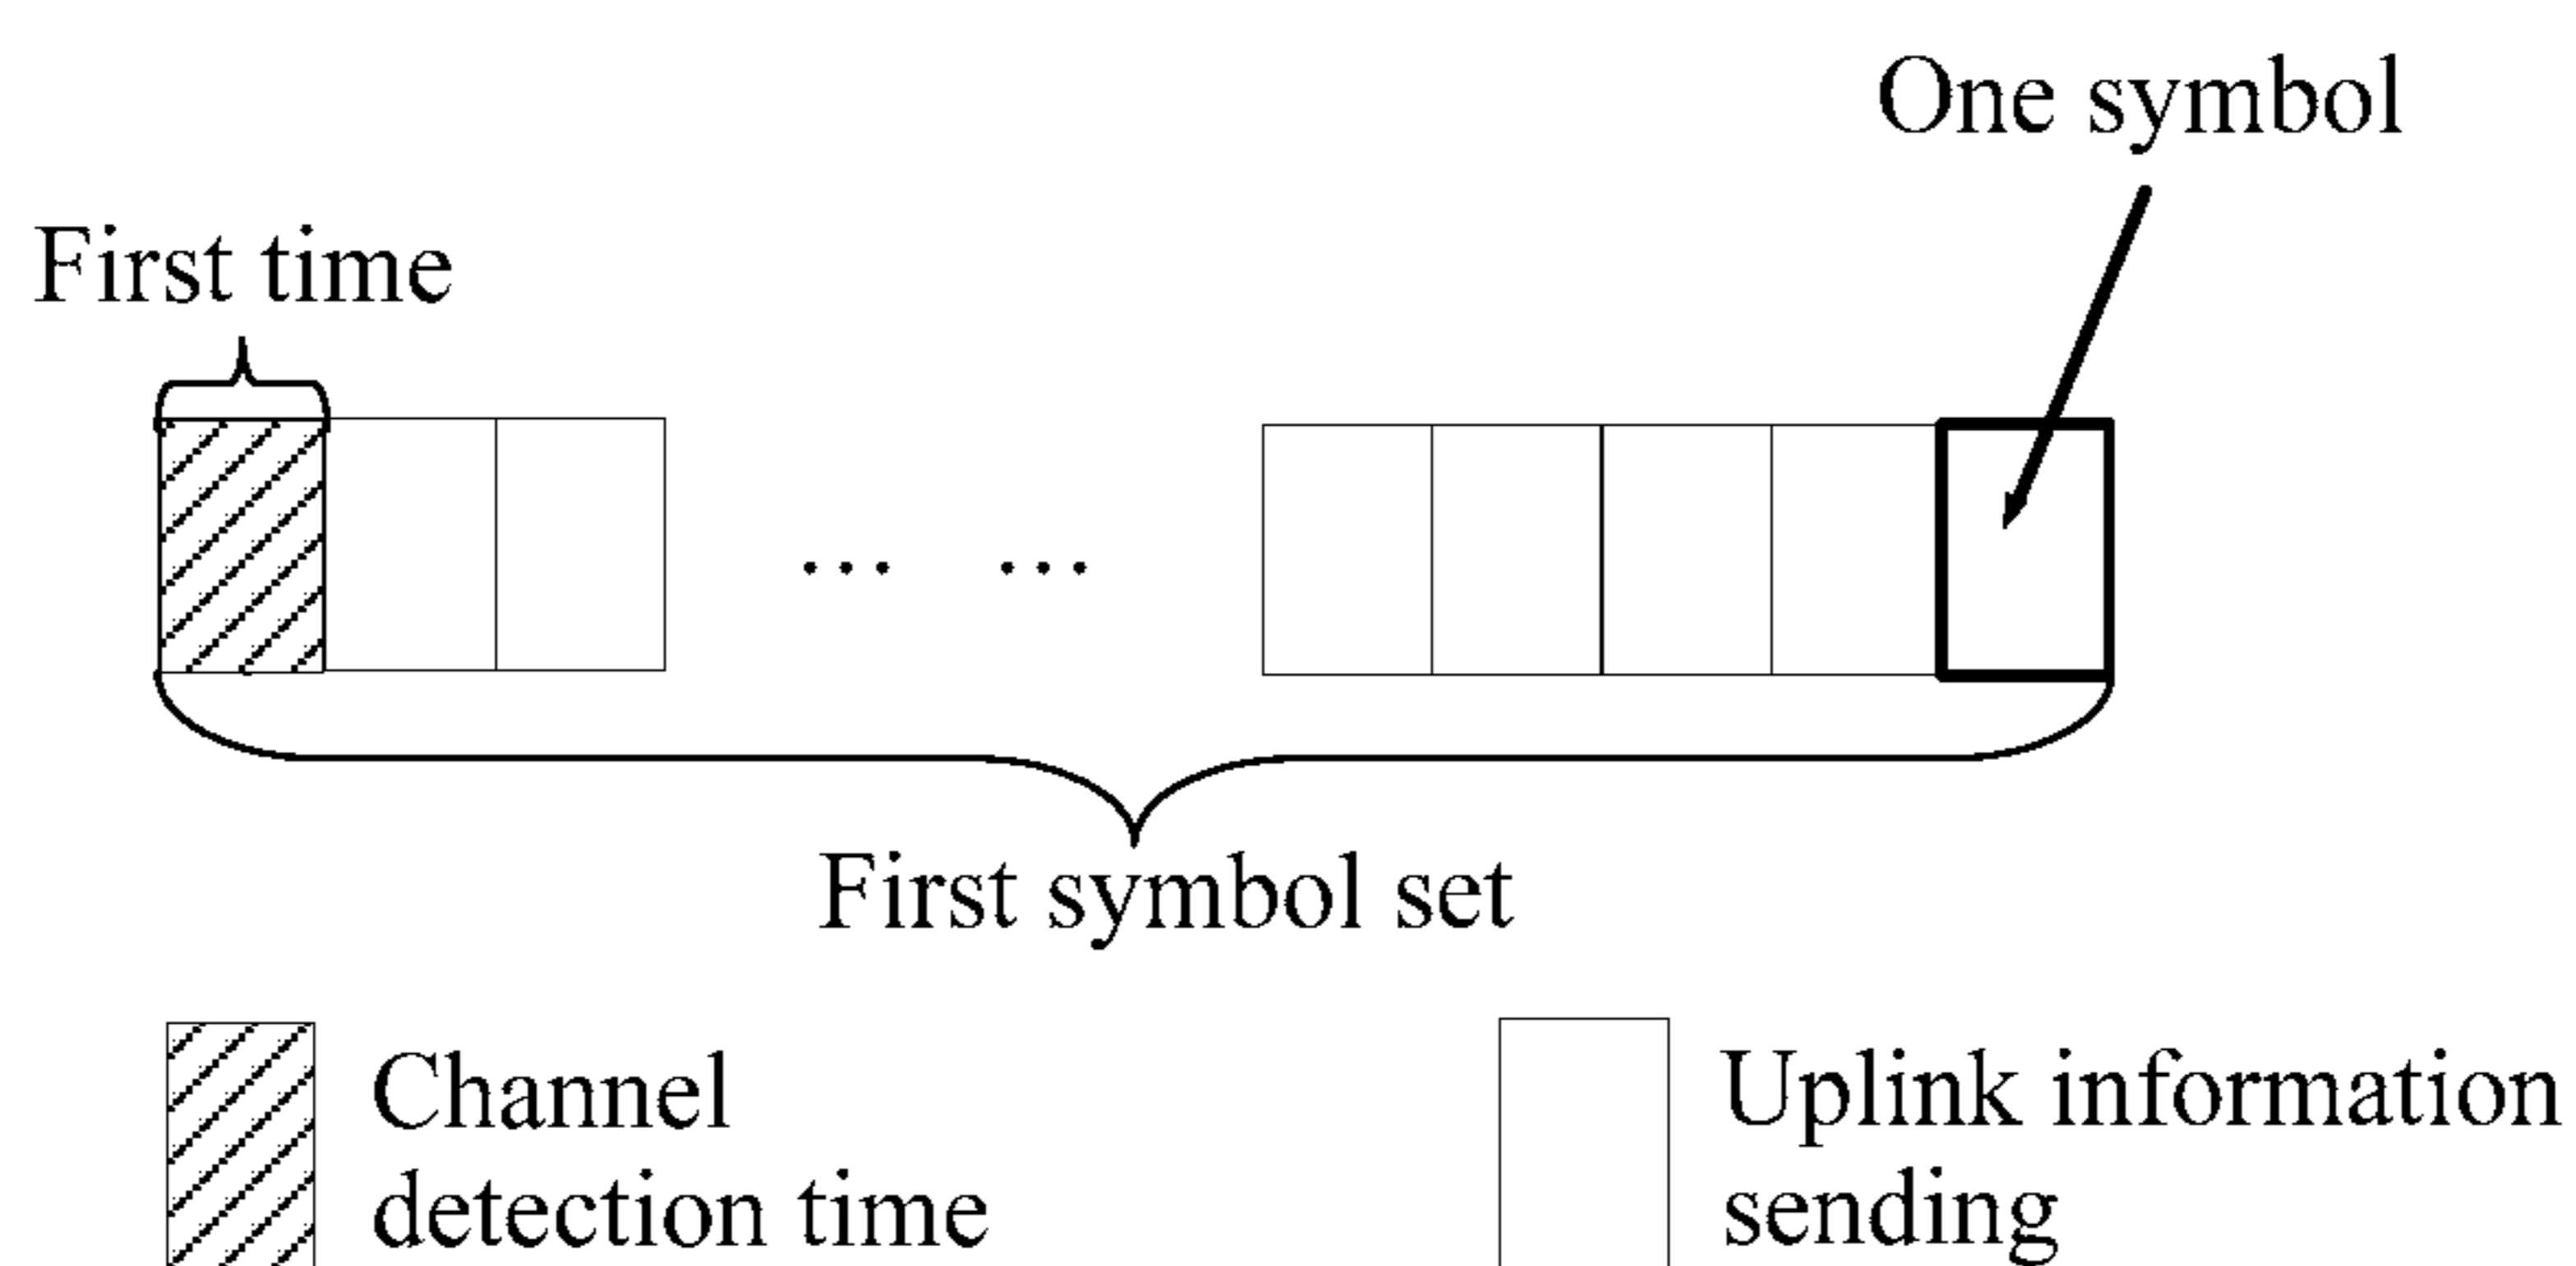 One symbol
First time
... ...
First symbol set
Channel
detection time
Uplink information
sending